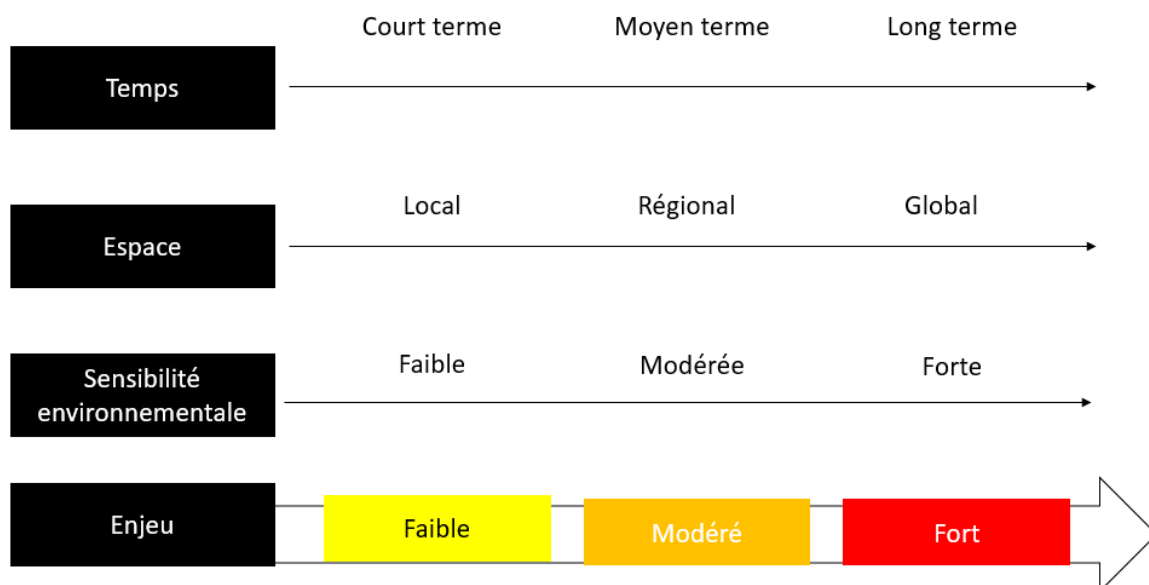 Court terme Moyen terme Long terme
Temps
Local Régional Global
Espace
Faible Modérée Forte
Sensibilité
environnementale
Enjeu Faible Modéré Fort